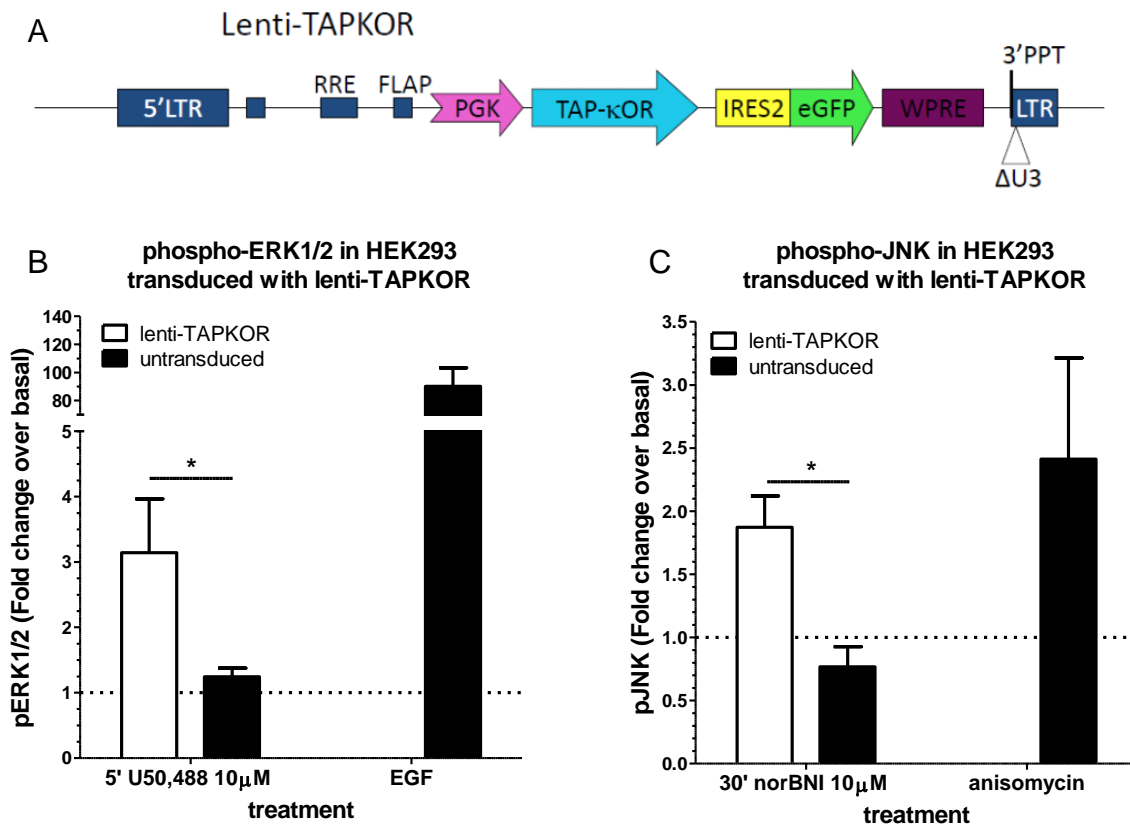 A
Lenti-TAPKOR
3'PPT
RRE
FLAP
5'LTR
PGK
TAP-κOR
IRES2
eGFP
WPRE
LTR
ΔU3
B
phospho-ERK1/2 in HEK293
transduced with lenti-TAPKOR
pERK1/2 (Fold change over basal)
140
120
100
80
5
4
3
2
1
0
lenti-TAPKOR
untransduced
*
5' U50,488 10μM
EGF
treatment
C
phospho-JNK in HEK293
transduced with lenti-TAPKOR
pJNK (Fold change over basal)
3.5
3.0
2.5
2.0
1.5
1.0
0.5
0.0
lenti-TAPKOR
untransduced
*
30' norBNI 10μM
anisomycin
treatment